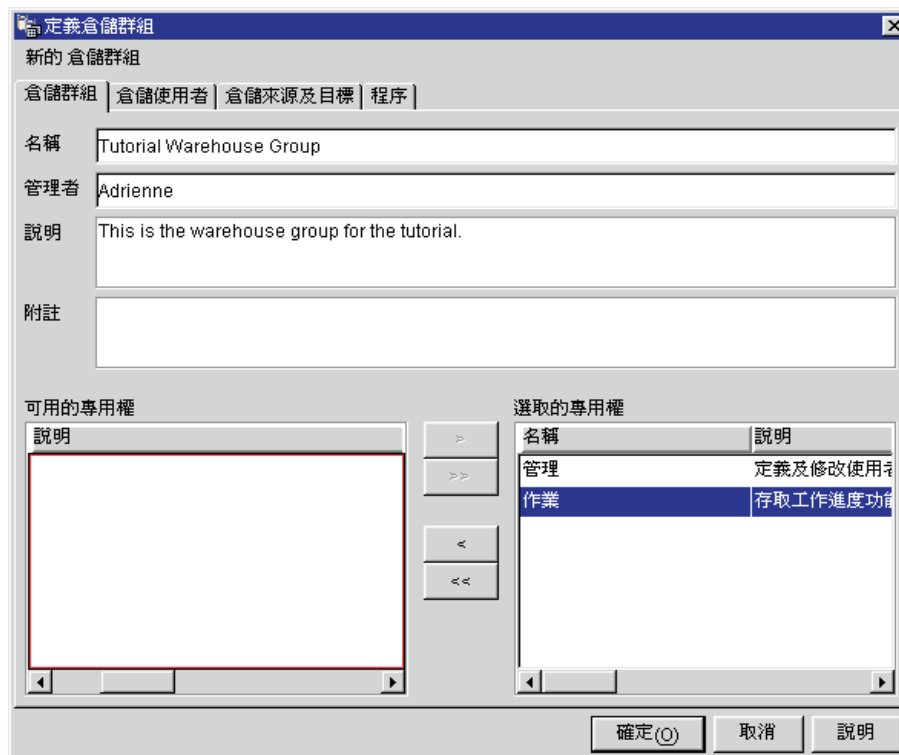 定義倉儲群組
新的 倉儲群組
倉儲群組 倉儲使用者 倉儲來源及目標 程序
名稱 Tutorial Warehouse Group
管理者 Adrienne
說明 This is the warehouse group for the tutorial.
附註
可用的專用權 選取的專用權
說明 名稱 說明
> 
>>
管理 定義及修改使用者
作業 存取工作進度功能
<
<<
確定(O) 取消 說明